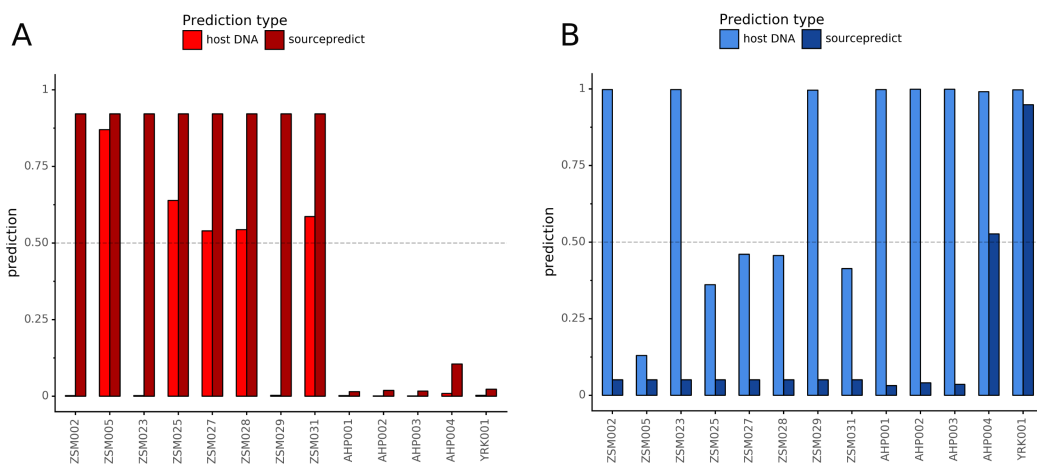 A
Prediction type
host DNA sourcepredict
prediction
1
0.75
0.50
0.25
0
ZSM002 ZSM005 ZSM023 ZSM025 ZSM027 ZSM028 ZSM029 ZSM031 AHP001 AHP002 AHP003 AHP004 YRK001
B
Prediction type
host DNA sourcepredict
prediction
1
0.75
0.50
0.25
0
ZSM002 ZSM005 ZSM023 ZSM025 ZSM027 ZSM028 ZSM029 ZSM031 AHP001 AHP002 AHP003 AHP004 YRK001